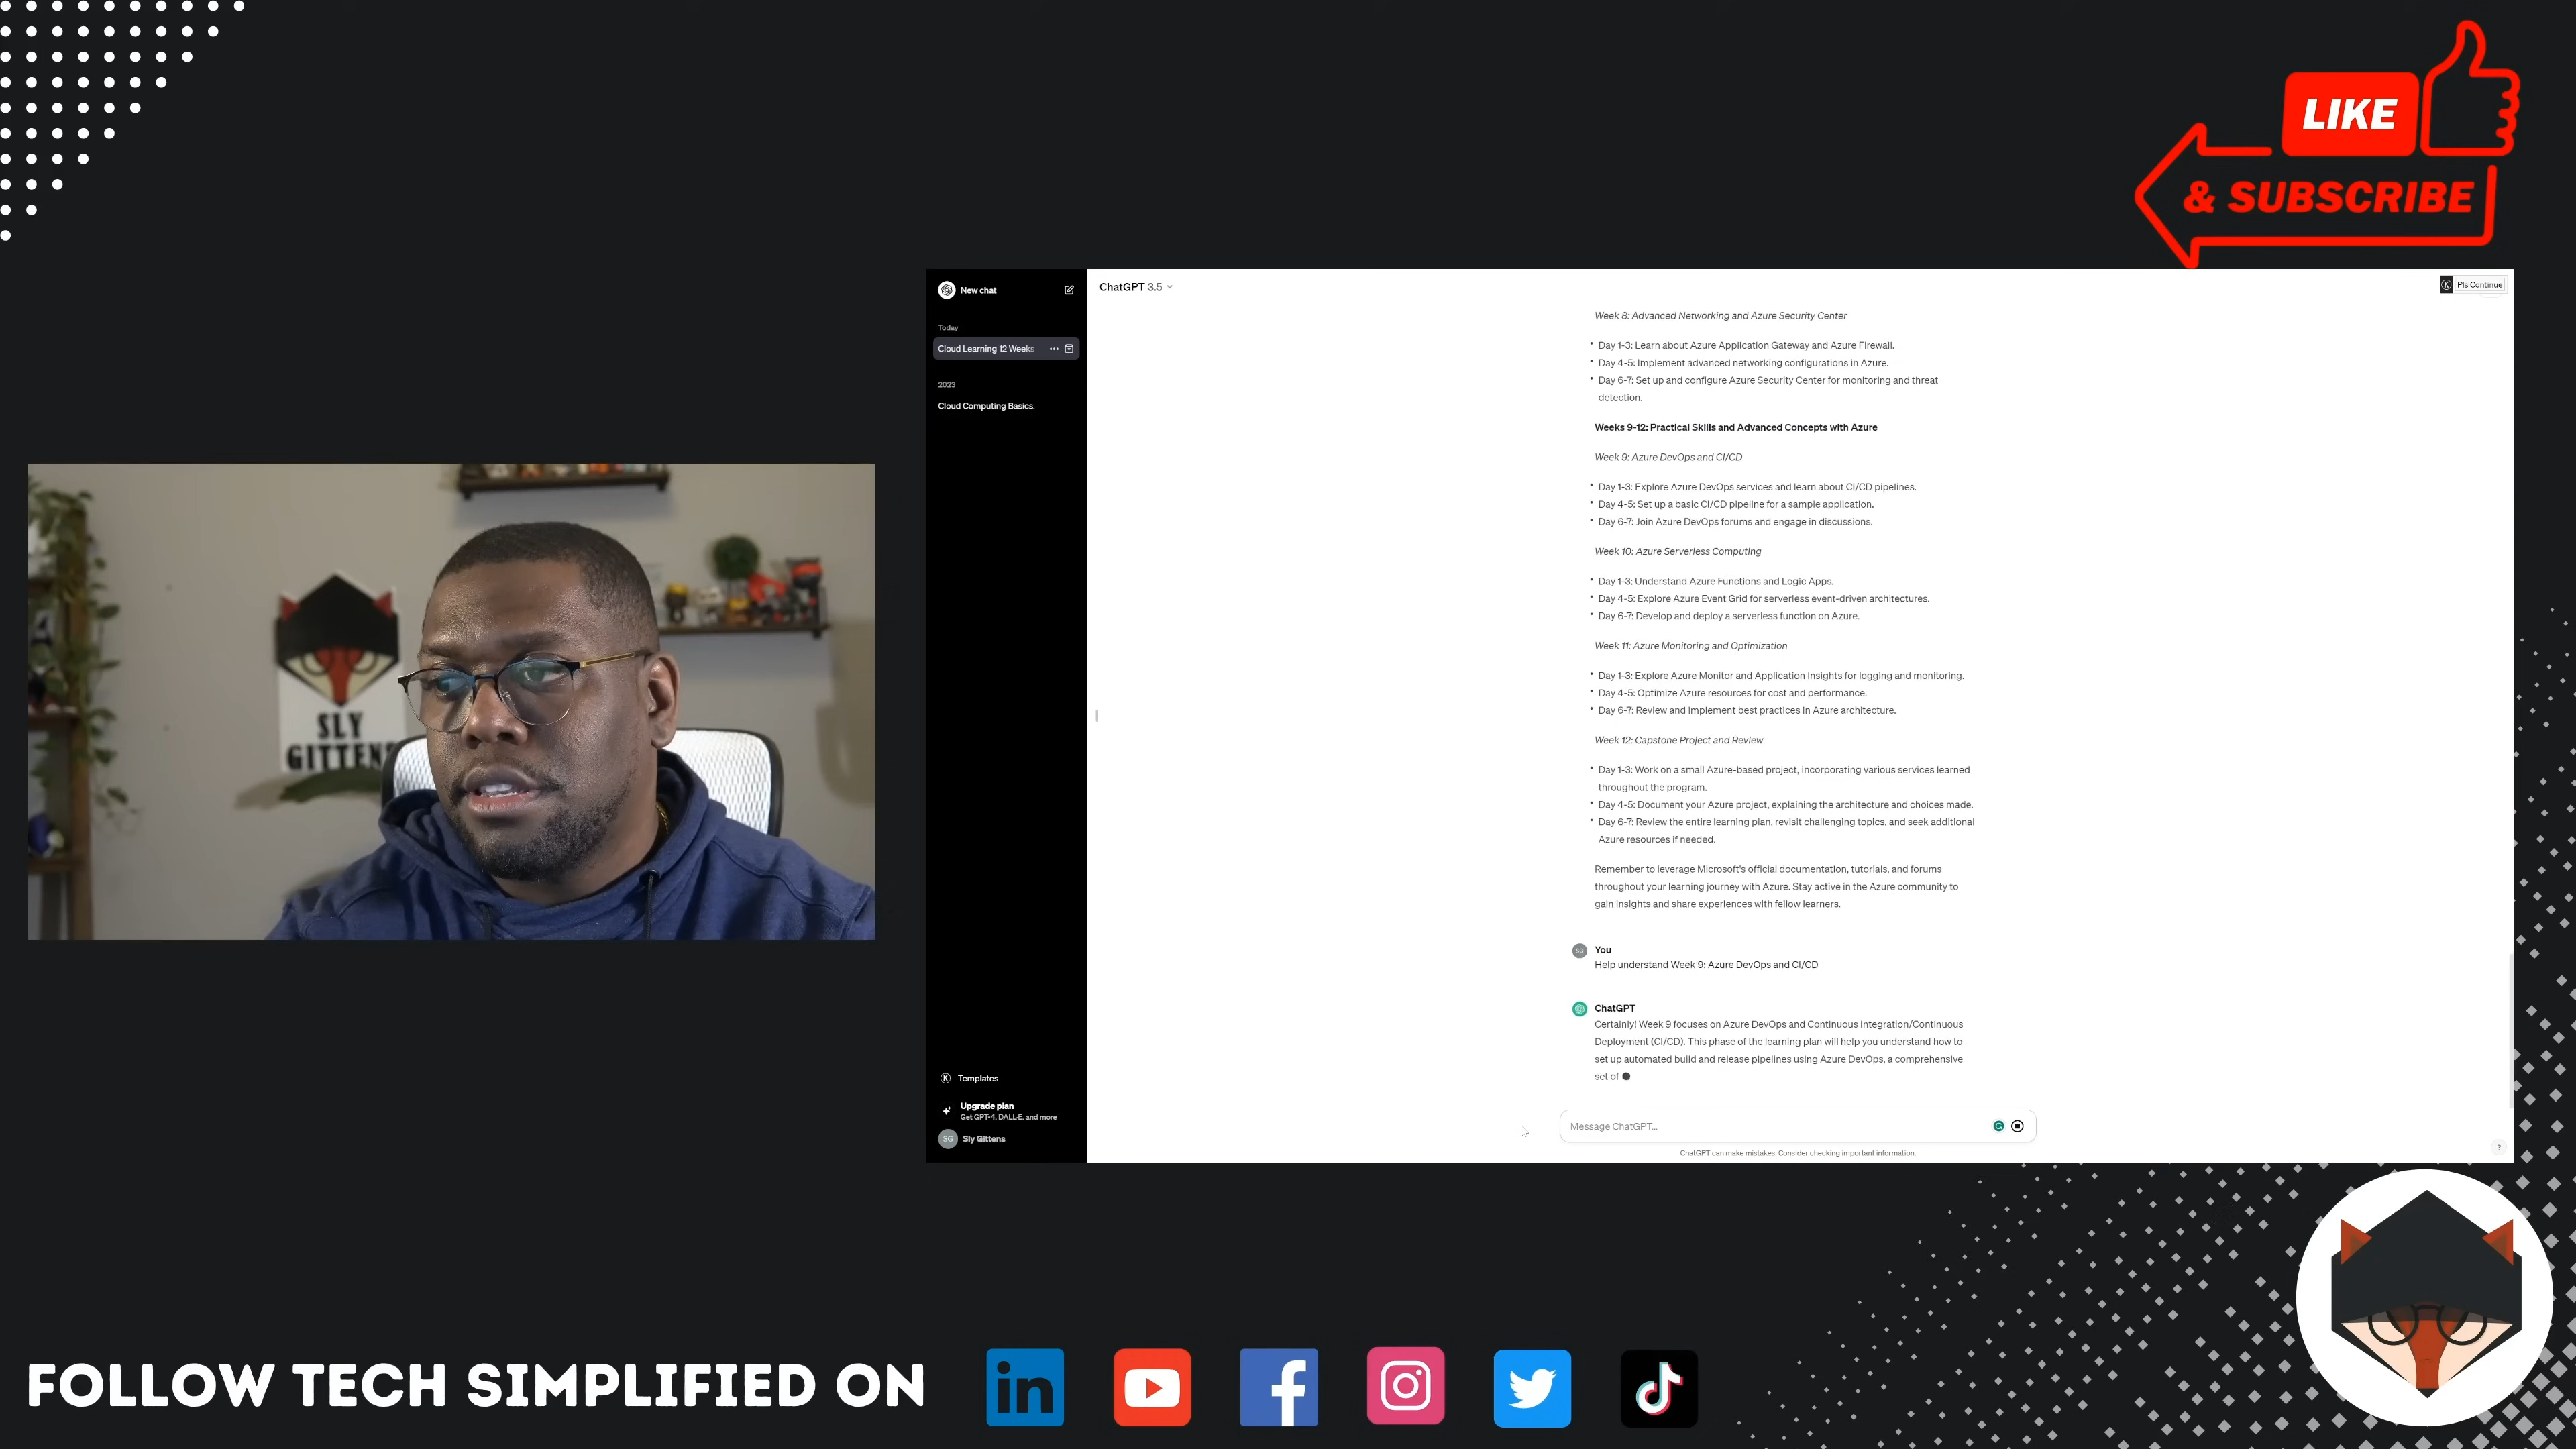 LIKE
& SUBSCRIBE
New chat
Today
Cloud Learning 12 Weeks
2023
Cloud Computing Basics.
Templates
Upgrade plan
Get GPT-4, DALL·E, and more
SG
Sly Gittens
ChatGPT 3.5
Pls Continue
Week 8: Advanced Networking and Azure Security Center
• Day 1-3: Learn about Azure Application Gateway and Azure Firewall.
• Day 4-5: Implement advanced networking configurations in Azure.
• Day 6-7: Set up and configure Azure Security Center for monitoring and threat
detection.
Weeks 9-12: Practical Skills and Advanced Concepts with Azure
Week 9: Azure DevOps and CI/CD
• Day 1-3: Explore Azure DevOps services and learn about CI/CD pipelines.
• Day 4-5: Set up a basic CI/CD pipeline for a sample application.
• Day 6-7: Join Azure DevOps forums and engage in discussions.
Week 10: Azure Serverless Computing
• Day 1-3: Understand Azure Functions and Logic Apps.
• Day 4-5: Explore Azure Event Grid for serverless event-driven architectures.
• Day 6-7: Develop and deploy a serverless function on Azure.
Week 11: Azure Monitoring and Optimization
• Day 1-3: Explore Azure Monitor and Application Insights for logging and monitoring.
• Day 4-5: Optimize Azure resources for cost and performance.
• Day 6-7: Review and implement best practices in Azure architecture.
Week 12: Capstone Project and Review
• Day 1-3: Work on a small Azure-based project, incorporating various services learned
throughout the program.
• Day 4-5: Document your Azure project, explaining the architecture and choices made.
• Day 6-7: Review the entire learning plan, revisit challenging topics, and seek additional
Azure resources if needed.
Remember to leverage Microsoft's official documentation, tutorials, and forums
throughout your learning journey with Azure. Stay active in the Azure community to
gain insights and share experiences with fellow learners.
SG
You
Help understand Week 9: Azure DevOps and CI/CD
ChatGPT
Certainly! Week 9 focuses on Azure DevOps and Continuous Integration/Continuous
Deployment (CI/CD). This phase of the learning plan will help you understand how to
set up automated build and release pipelines using Azure DevOps, a comprehensive
set of
Message ChatGPT...
ChatGPT can make mistakes. Consider checking important information.
?
SLY
GITTENS
FOLLOW TECH SIMPLIFIED ON
in